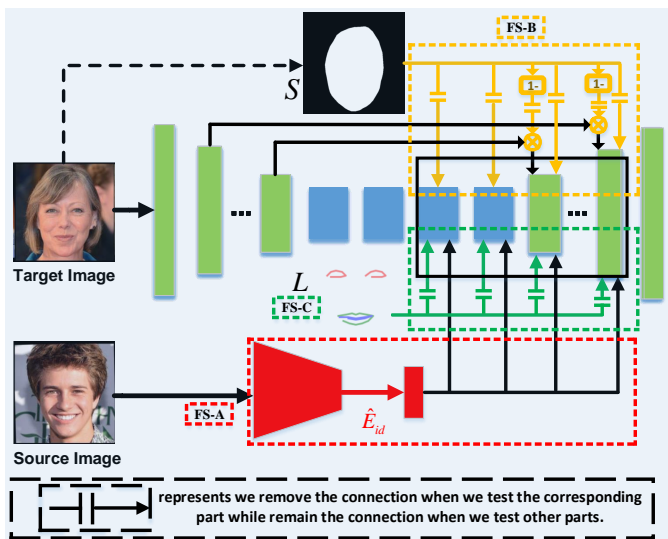 FS-B
S
1-
1-
...
...
Target Image
L
FS-C
FS-A
Ê_id
Source Image
represents we remove the connection when we test the corresponding
part while remain the connection when we test other parts.